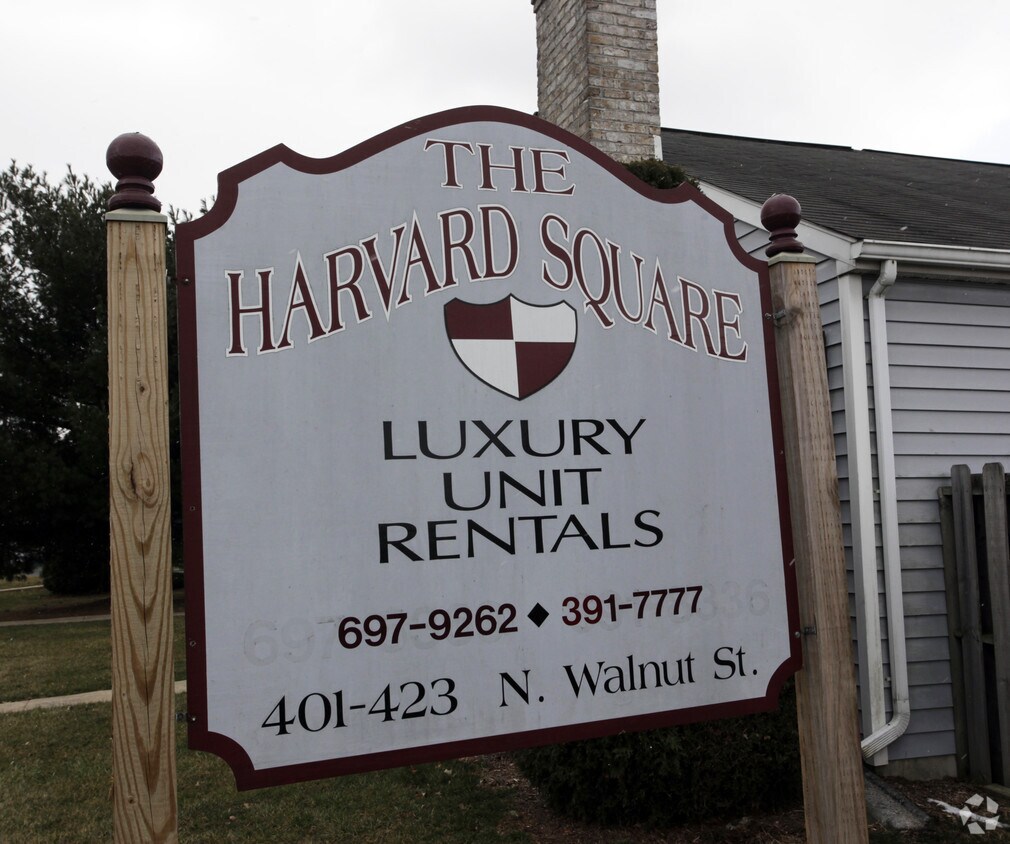 THE
HARVARD SQUARE
LUXURY
UNIT
RENTALS
697-9262 ◆ 391-7777
401-423 N. Walnut St.